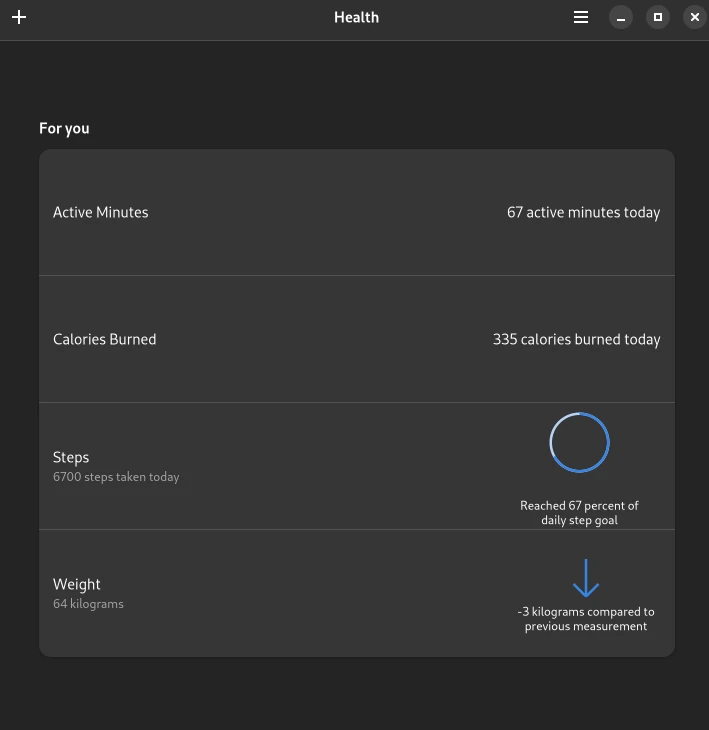 Health
For you
Active Minutes
67 active minutes today
Calories Burned
335 calories burned today
Steps
6700 steps taken today
Reached 67 percent of
daily step goal
Weight
64 kilograms
-3 kilograms compared to
previous measurement